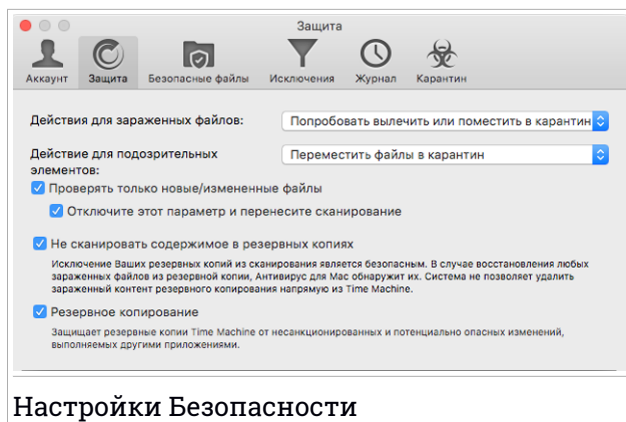 Защита
Аккаунт Защита Безопасные файлы Исключения Журнал Карантин
Действия для зараженных файлов: Попробовать вылечить или поместить в карантин
Действие для подозрительных Переместить файлы в карантин
элементов:
Проверять только новые/измененные файлы
Отключите этот параметр и перенесите сканирование
Не сканировать содержимое в резервных копиях
Исключение Ваших резервных копий из сканирования является безопасным. В случае восстановления любых
зараженных файлов из резервной копии, Антивирус для Mac обнаружит их. Система не позволяет удалить
зараженный контент резервного копирования напрямую из Time Machine.
Резервное копирование
Защищает резервные копии Time Machine от несанкционированных и потенциально опасных изменений,
выполняемых другими приложениями.
Настройки Безопасности